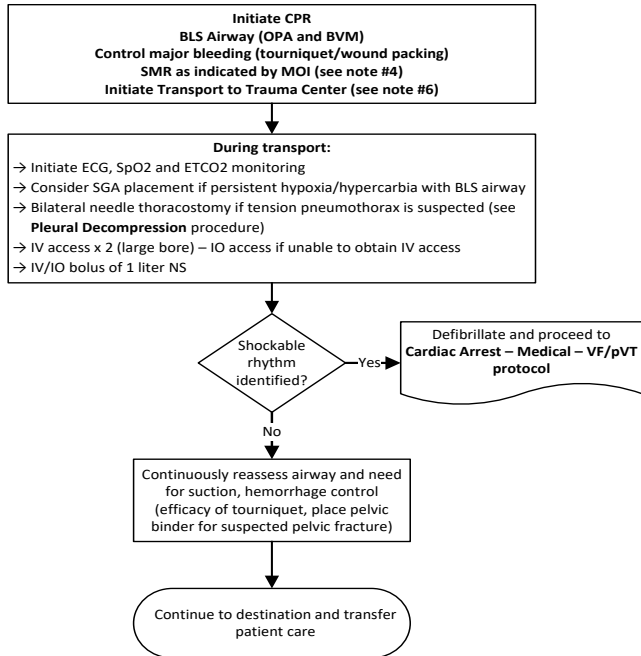 Initiate CPR
BLS Airway (OPA and BVM)
Control major bleeding (tourniquet/wound packing)
SMR as indicated by MOI (see note #4)
Initiate Transport to Trauma Center (see note #6)
During transport:
→ Initiate ECG, SpO2 and ETCO2 monitoring
→ Consider SGA placement if persistent hypoxia/hypercarbia with BLS airway
→ Bilateral needle thoracostomy if tension pneumothorax is suspected (see
Pleural Decompression procedure)
→ IV access x 2 (large bore) – IO access if unable to obtain IV access
→ IV/IO bolus of 1 liter NS
Shockable
rhythm
identified?
Yes
Defibrillate and proceed to
Cardiac Arrest – Medical – VF/pVT
protocol
No
Continuously reassess airway and need
for suction, hemorrhage control
(efficacy of tourniquet, place pelvic
binder for suspected pelvic fracture)
Continue to destination and transfer
patient care